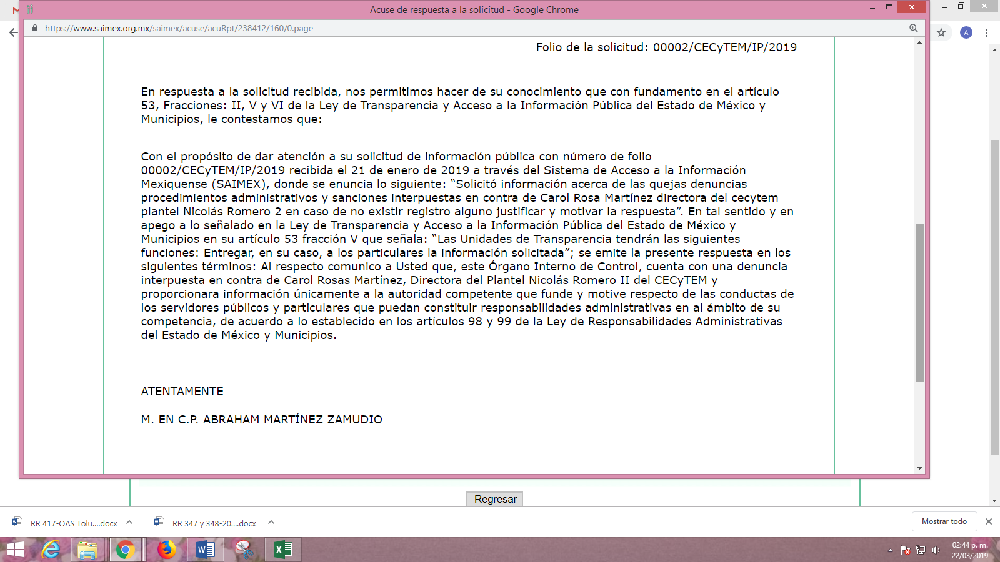 Acuse de respuesta a la solicitud - Google Chrome
https://www.saimex.org.mx/saimex/acuse/acuRpt/238412/160/0.page
A
Folio de la solicitud: 00002/CECyTEM/IP/2019
En respuesta a la solicitud recibida, nos permitimos hacer de su conocimiento que con fundamento en el artículo
53, Fracciones: II, V y VI de la Ley de Transparencia y Acceso a la Información Pública del Estado de México y
Municipios, le contestamos que:
Con el propósito de dar atención a su solicitud de información pública con número de folio
00002/CECyTEM/IP/2019 recibida el 21 de enero de 2019 a través del Sistema de Acceso a la Información
Mexiquense (SAIMEX), donde se enuncia lo siguiente: “Solicitó información acerca de las quejas denuncias
procedimientos administrativos y sanciones interpuestas en contra de Carol Rosa Martínez directora del cecytem
plantel Nicolás Romero 2 en caso de no existir registro alguno justificar y motivar la respuesta”. En tal sentido y en
apego a lo señalado en la Ley de Transparencia y Acceso a la Información Pública del Estado de México y
Municipios en su artículo 53 fracción V que señala: “Las Unidades de Transparencia tendrán las siguientes
funciones: Entregar, en su caso, a los particulares la información solicitada”; se emite la presente respuesta en los
siguientes términos: Al respecto comunico a Usted que, este Órgano Interno de Control, cuenta con una denuncia
interpuesta en contra de Carol Rosas Martínez, Directora del Plantel Nicolás Romero II del CECyTEM y
proporcionara información únicamente a la autoridad competente que funde y motive respecto de las conductas de
los servidores públicos y particulares que puedan constituir responsabilidades administrativas en al ámbito de su
competencia, de acuerdo a lo establecido en los artículos 98 y 99 de la Ley de Responsabilidades Administrativas
del Estado de México y Municipios.
ATENTAMENTE
M. EN C.P. ABRAHAM MARTÍNEZ ZAMUDIO
Regresar
RR 417-OAS Tolu....docx
RR 347 y 348-20....docx
Mostrar todo
02:44 p. m.
22/03/2019